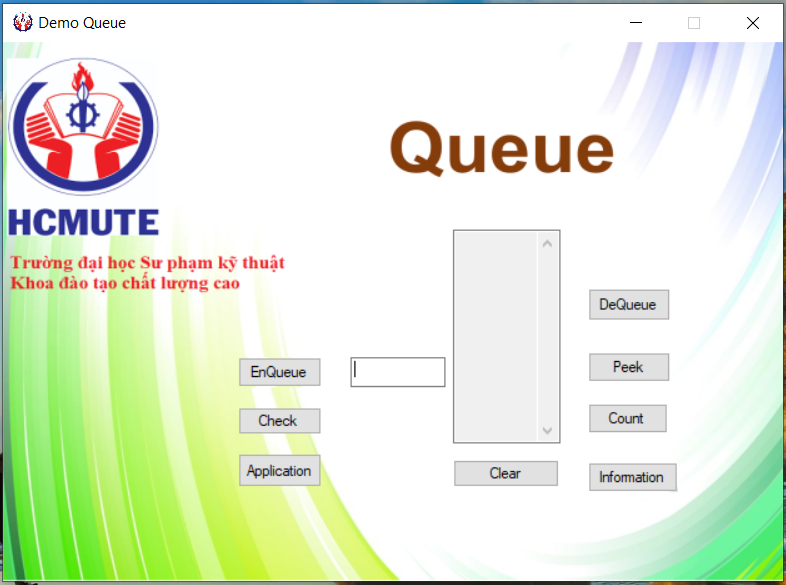 Demo Queue
Queue
HCMUTE
Trường đại học Sư phạm kỹ thuật
Khoa đào tạo chất lượng cao
DeQueue
EnQueue
Peek
Check
Count
Application
Clear
Information